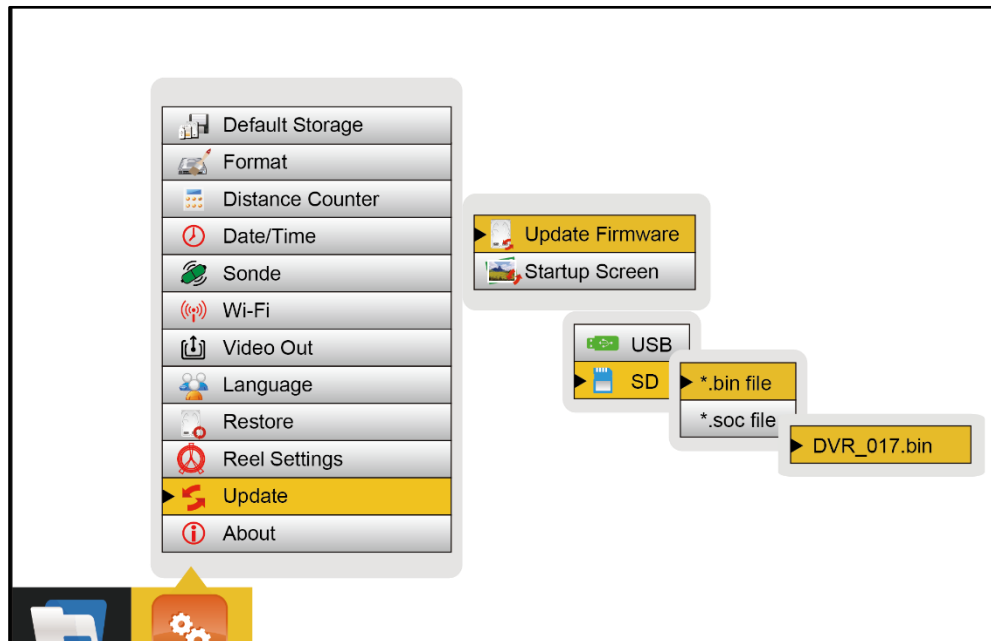 Default Storage
Format
Distance Counter
Date/Time
Sonde
Wi-Fi
Video Out
Language
Restore
Reel Settings
Update
About
Update Firmware
Startup Screen
USB
SD
*.bin file
*.soc file
DVR_017.bin